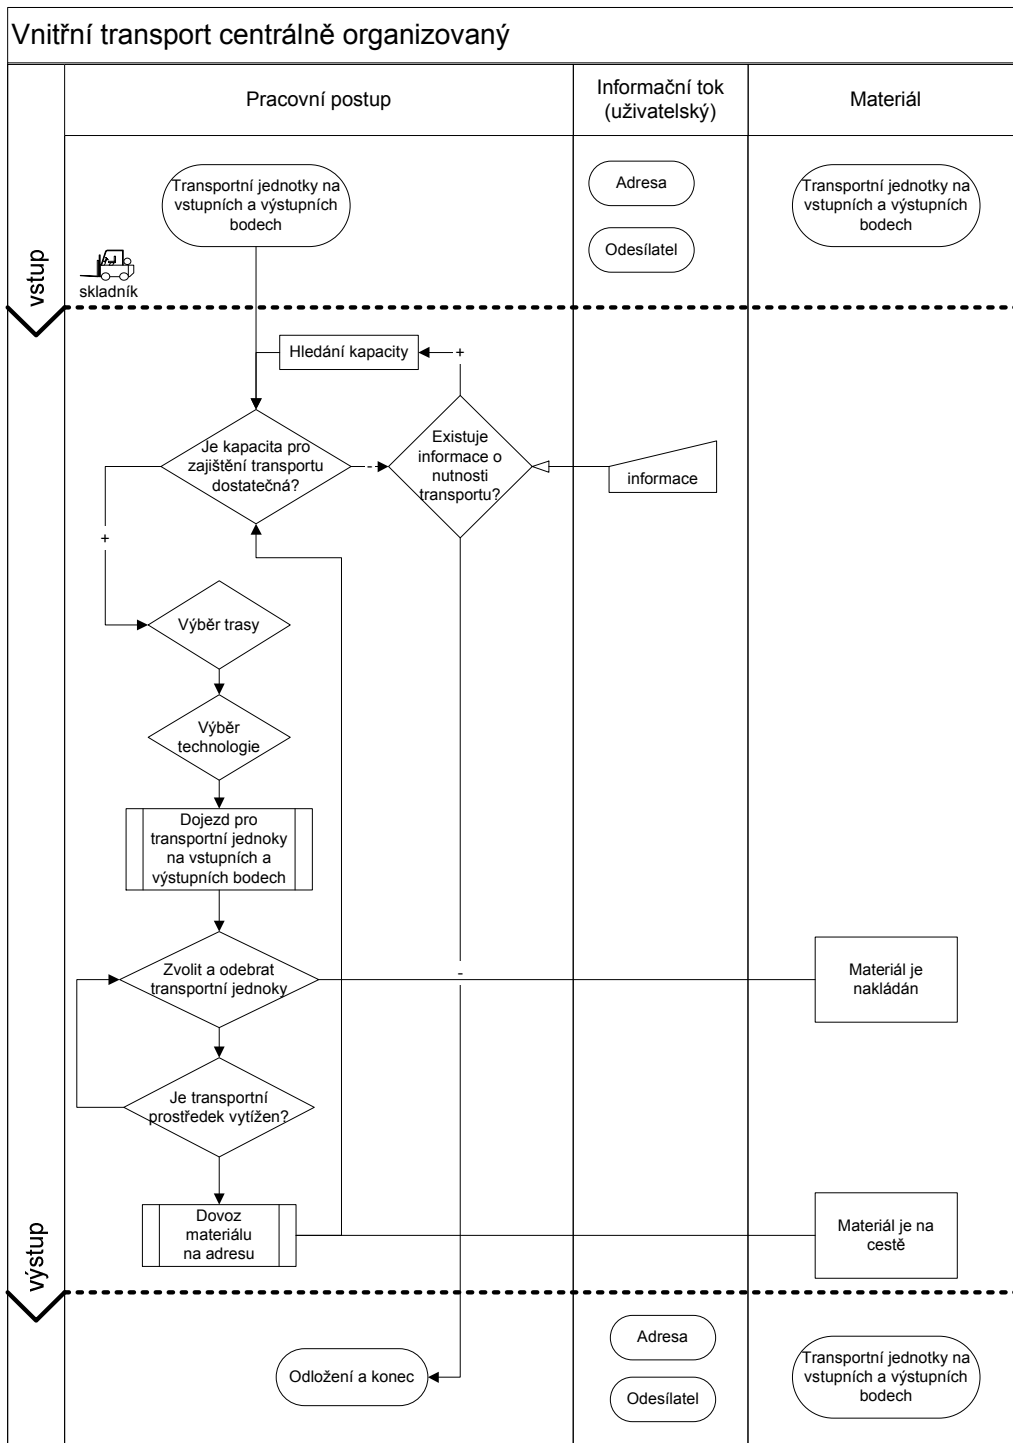 Vnitřní transport centrálně organizovaný
Pracovní postup
Informační tok
(uživatelský)
Materiál
vstup
Transportní jednotky na
vstupních a výstupních
bodech
Adresa
Odesílatel
Transportní jednotky na
vstupních a výstupních
bodech
skladník
Hledání kapacity
+
Je kapacita pro
zajištění transportu
dostatečná?
-
Existuje
informace o
nutnosti
transportu?
informace
+
Výběr trasy
Výběr
technologie
Dojezd pro
transportní jednoky
na vstupních a
výstupních bodech
Zvolit a odebrat
transportní jednoky
-
Materiál je
nakládán
Je transportní
prostředek vytížen?
Dovoz
materiálu
na adresu
Materiál je na
cestě
výstup
Odložení a konec
Adresa
Odesílatel
Transportní jednotky na
vstupních a výstupních
bodech